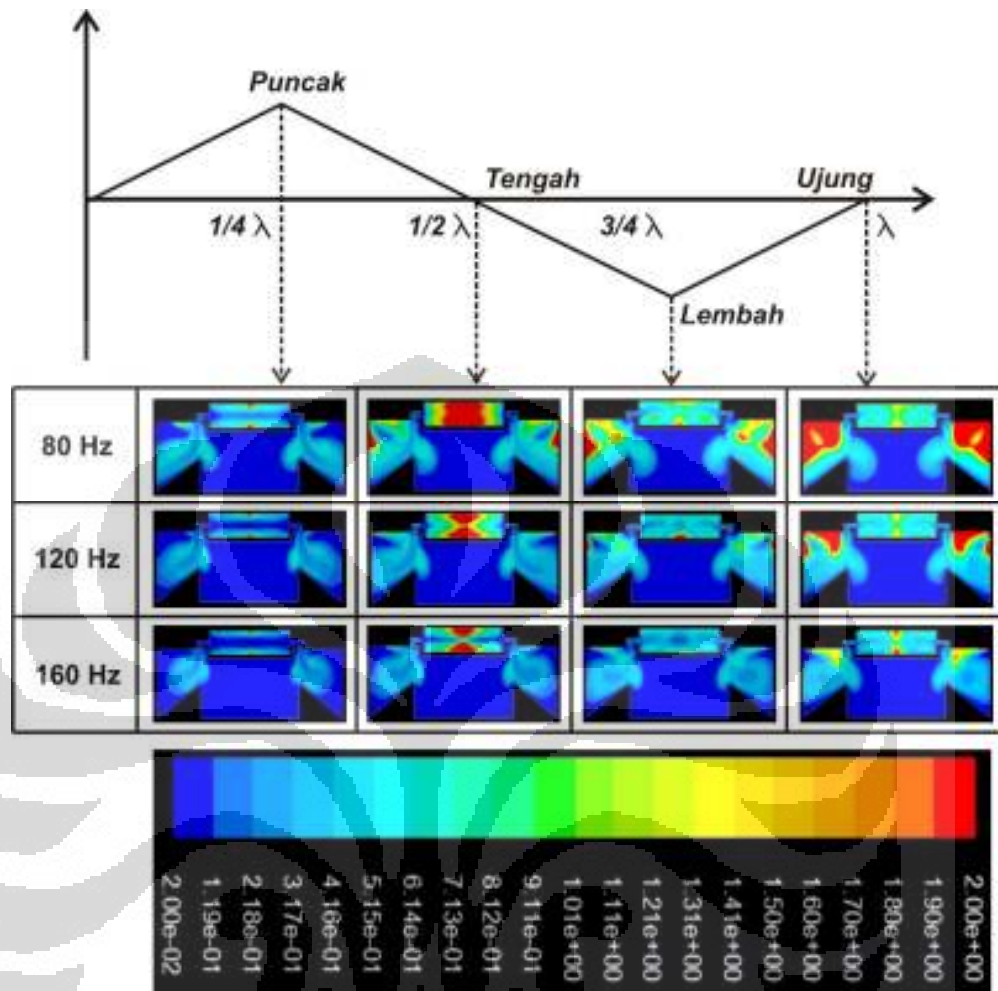 Puncak
Tengah
Ujung
1/4 λ
1/2 λ
3/4 λ
λ
Lembah
80 Hz
120 Hz
160 Hz
2.00e-02
1.19e-01
2.18e-01
3.17e-01
4.16e-01
5.15e-01
6.14e-01
7.13e-01
8.12e-01
9.11e-01
1.01e+00
1.11e+00
1.21e+00
1.31e+00
1.41e+00
1.50e+00
1.60e+00
1.70e+00
1.80e+00
1.90e+00
2.00e+00